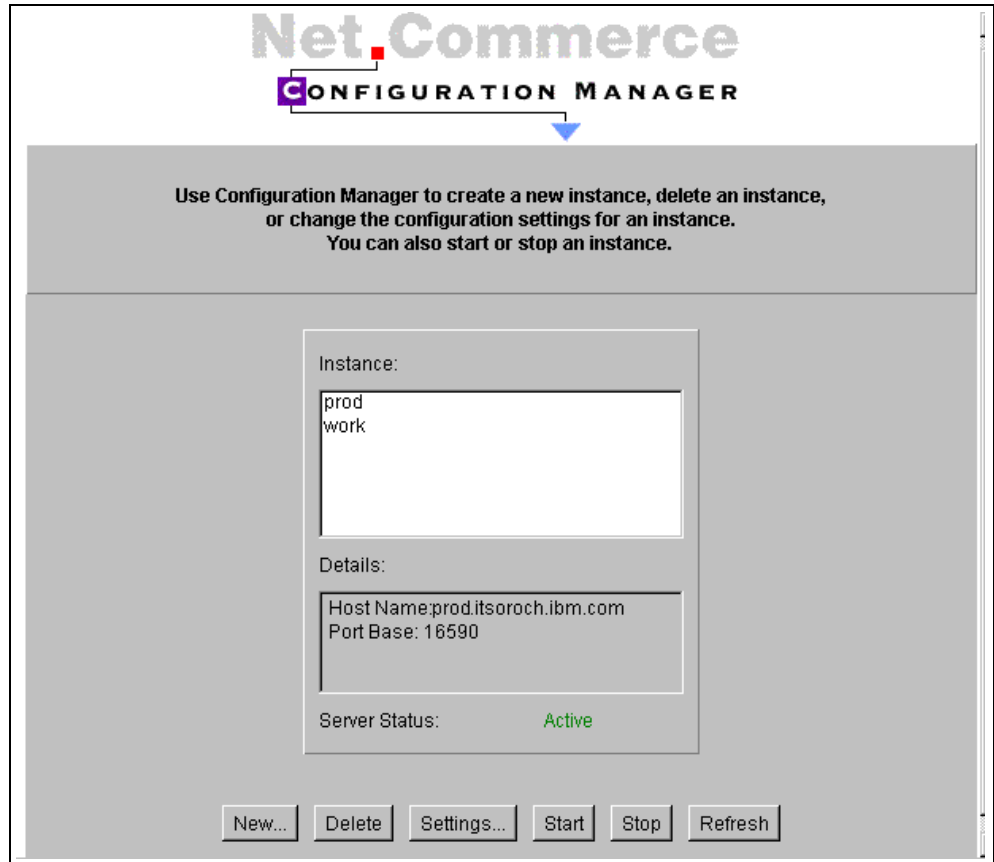 Net.Commerce
CONFIGURATION MANAGER
Use Configuration Manager to create a new instance, delete an instance,
or change the configuration settings for an instance.
You can also start or stop an instance.
Instance:
prod
work
Details:
Host Name:prod.itsoroch.ibm.com
Port Base: 16590
Server Status: Active
New... Delete Settings... Start Stop Refresh